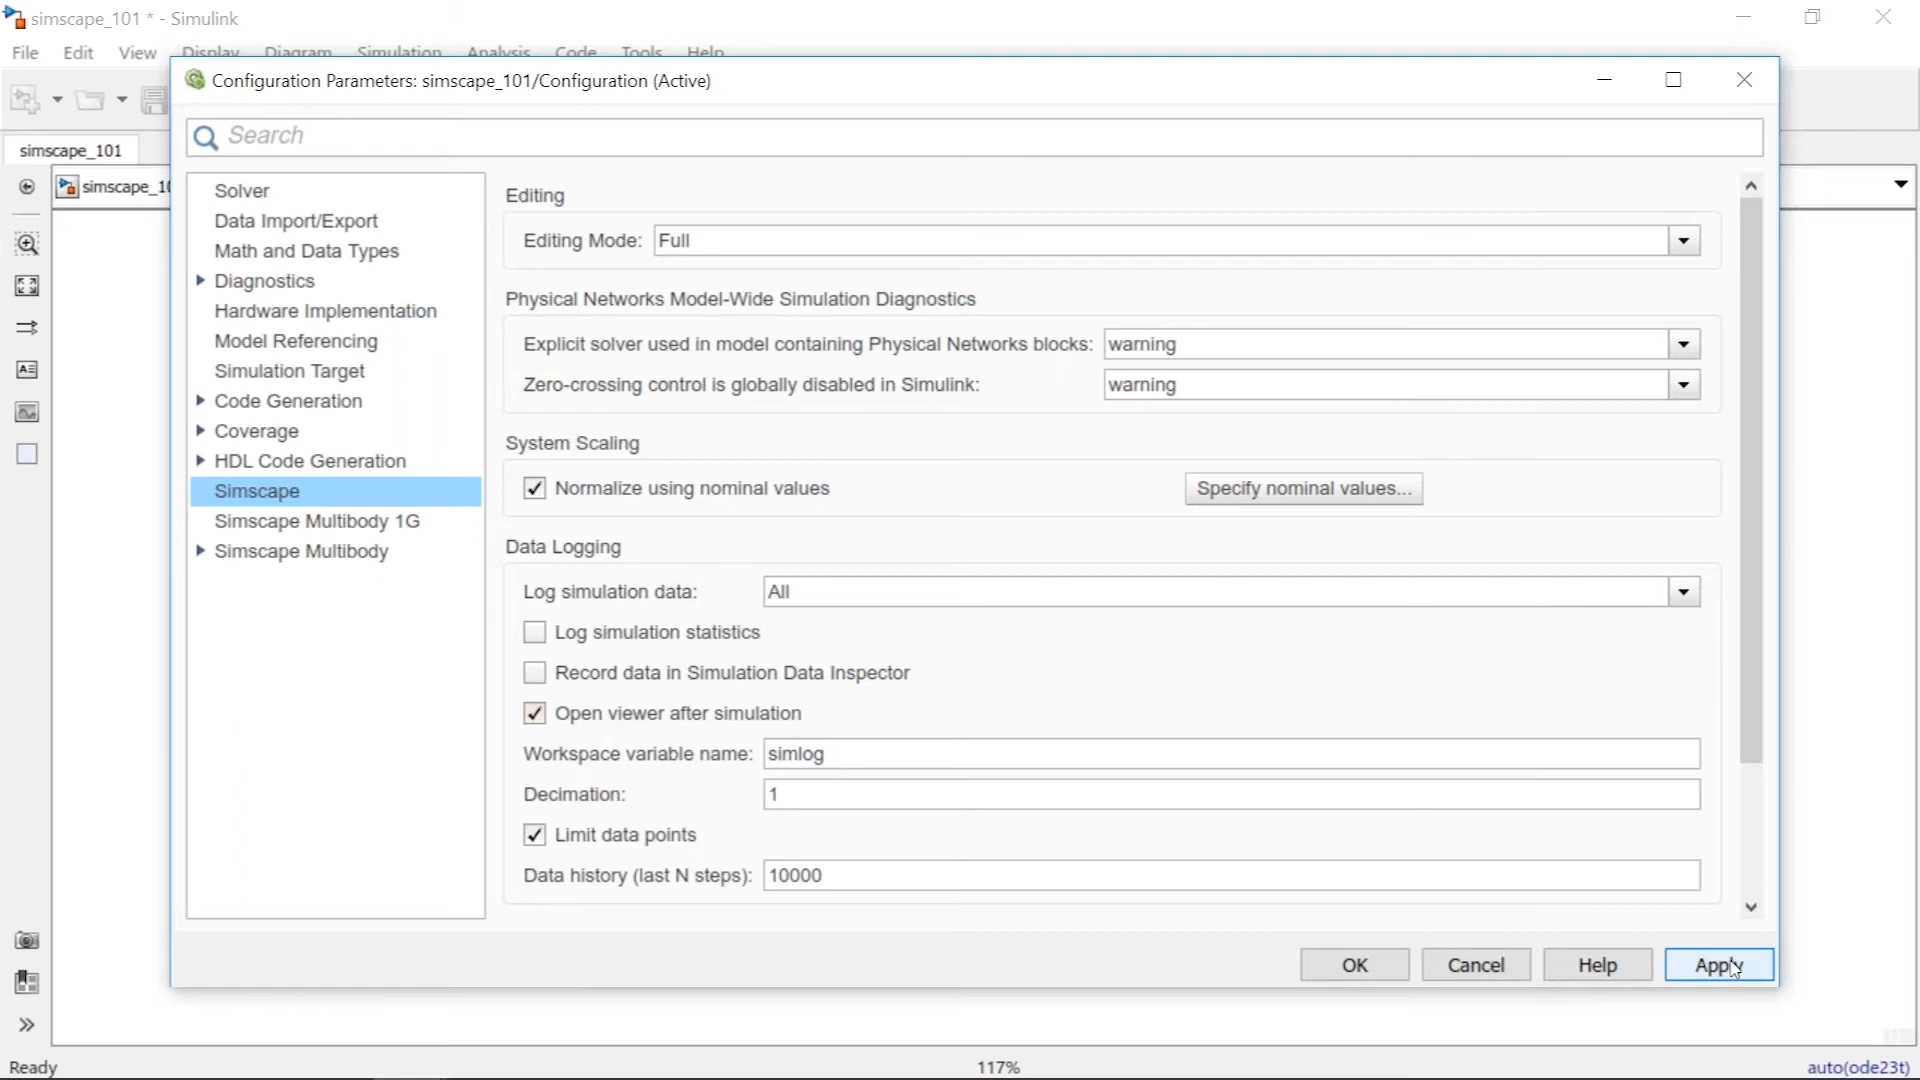 simscape_101 * - Simulink
File Edit View Display Diagram Simulation Analysis Code Tools Help
Configuration Parameters: simscape_101/Configuration (Active)
Search
simscape_101
simscape_10
Solver
Data Import/Export
Math and Data Types
Diagnostics
Hardware Implementation
Model Referencing
Simulation Target
Code Generation
Coverage
HDL Code Generation
Simscape
Simscape Multibody 1G
Simscape Multibody
Editing
Editing Mode: Full
Physical Networks Model-Wide Simulation Diagnostics
Explicit solver used in model containing Physical Networks blocks: warning
Zero-crossing control is globally disabled in Simulink: warning
System Scaling
Normalize using nominal values Specify nominal values...
Data Logging
Log simulation data: All
Log simulation statistics
Record data in Simulation Data Inspector
Open viewer after simulation
Workspace variable name: simlog
Decimation: 1
Limit data points
Data history (last N steps): 10000
OK Cancel Help Apply
Ready 117% auto(ode23t)